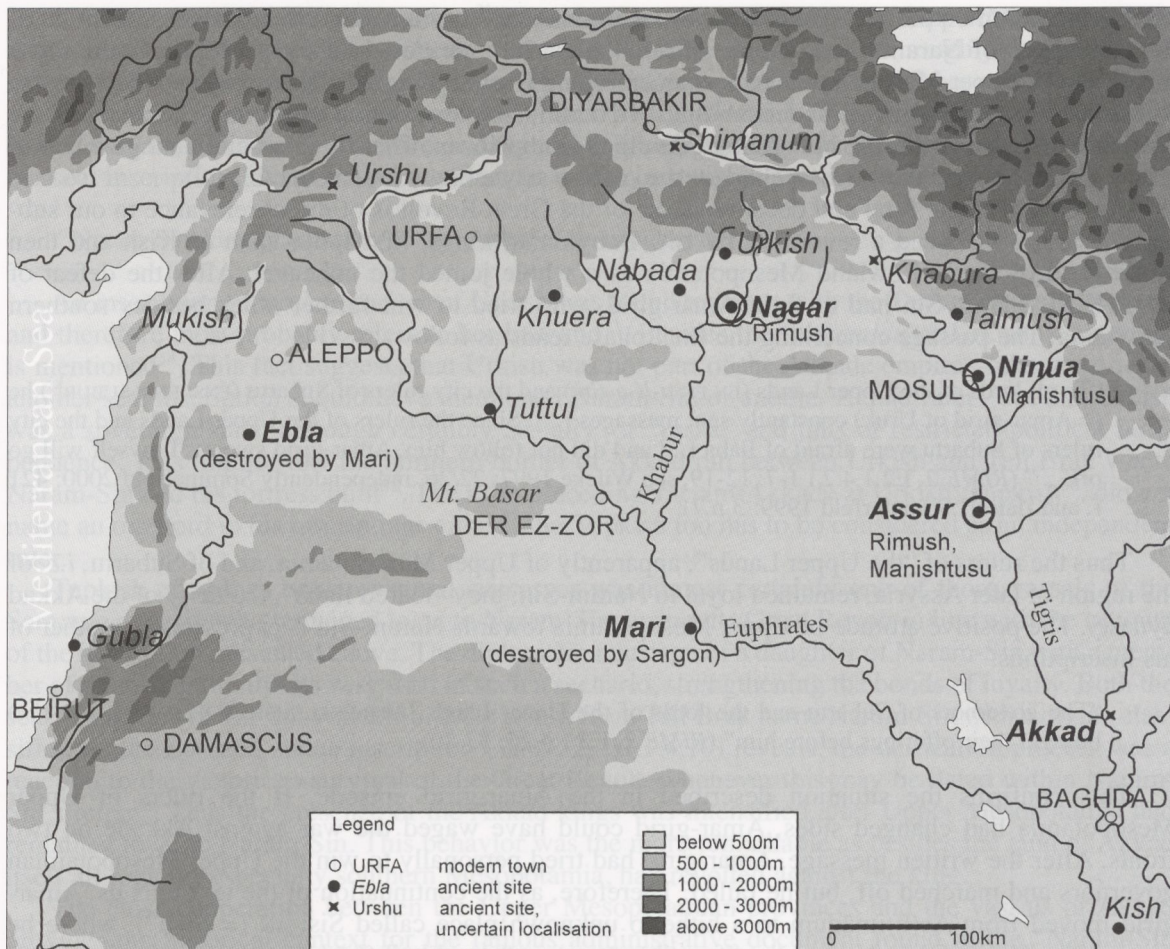 DIYARBAKIR
Shimanum
Urshu
URFA
Urkish
Nabada
Khabura
Khuera
Nagar
Rimush
Talmush
Mukish
ALEPPO
MOSUL
Ninua
Manishtusu
Tuttul
Ebla
(destroyed by Mari)
Khabur
Mt. Basar
DER EZ-ZOR
Assur
Rimush,
Manishtusu
Mediterranean Sea
Tigris
Mari
Euphrates
(destroyed by Sargon)
Gubla
BEIRUT
DAMASCUS
Akkad
BAGHDAD
Kish
Legend
URFA modern town
Ebla ancient site
Urshu ancient site,
uncertain localisation
below 500m
500 - 1000m
1000 - 2000m
2000 - 3000m
above 3000m
0 100km